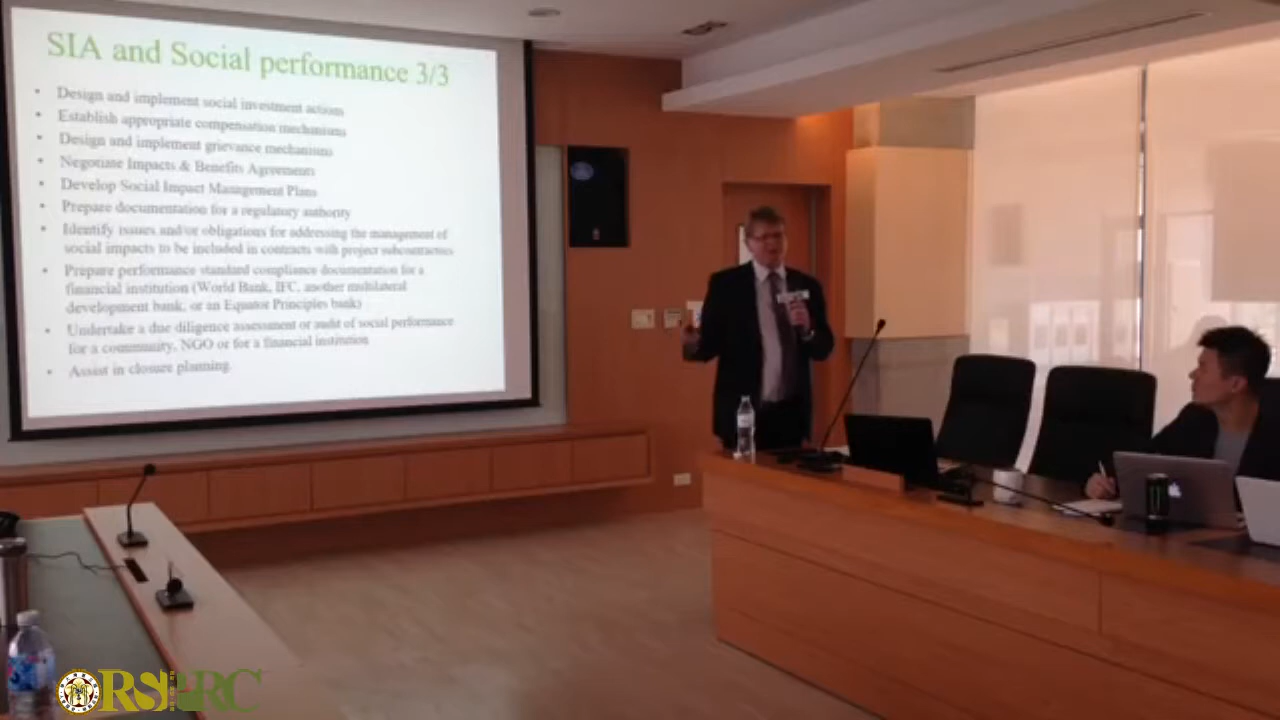 SIA and Social performance 3/3
• Design and implement social investment actions
• Establish appropriate compensation mechanisms
• Design and implement grievance mechanisms
• Negotiate Impacts & Benefits Agreements
• Develop Social Impact Management Plans
• Prepare documentation for a regulatory authority
• Identify issues and/or obligations for addressing the management of
social impacts to be included in contracts with project subcontractors
• Prepare performance standard compliance documentation for a
financial institution (World Bank, IFC, another multilateral
development bank, or an Equator Principles bank)
• Undertake a due diligence assessment or audit of social performance
for a community, NGO or for a financial institution
• Assist in closure planning.